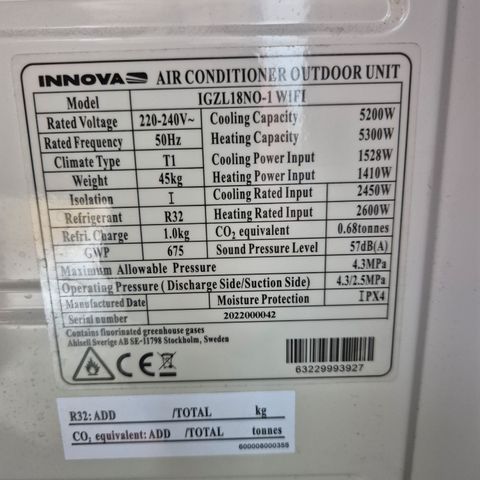 INNOVA AIR CONDITIONER OUTDOOR UNIT
Model IGZL18NO-1 WIFI
Rated Voltage 220-240V~ Cooling Capacity 5200W
Rated Frequency 50Hz Heating Capacity 5300W
Climate Type T1 Cooling Power Input 1528W
Weight 45kg Heating Power Input 1410W
Isolation I Cooling Rated Input 2450W
Refrigerant R32 Heating Rated Input 2600W
Refri. Charge 1.0kg CO₂ equivalent 0.68tonnes
GWP 675 Sound Pressure Level 57dB(A)
Maximum Allowable Pressure 4.3MPa
Operating Pressure ( Discharge Side/Suction Side) 4.3/2.5MPa
Manufactured Date Moisture Protection IPX4
Serial number 2022000042
Contains fluorinated greenhouse gases
Ahlsell Sverige AB SE-11798 Stockholm, Sweden
63229993927
R32: ADD /TOTAL kg
CO₂ equivalent: ADD /TOTAL tonnes
600008000355